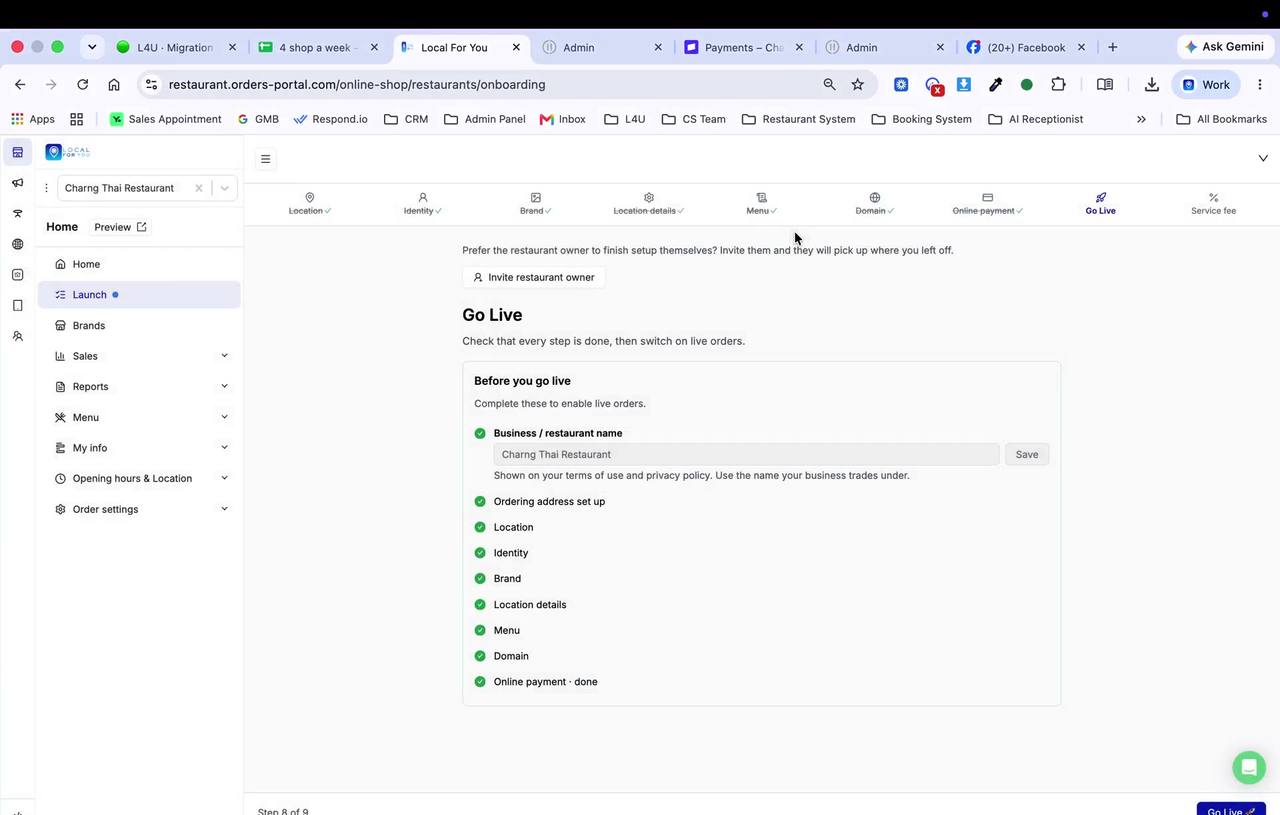 L4U · Migration
4 shop a week -
Local For You
Admin
Payments – Cha
Admin
(20+) Facebook
Ask Gemini
restaurant.orders-portal.com/online-shop/restaurants/onboarding
Work
Apps
Sales Appointment
GMB
Respond.io
CRM
Admin Panel
Inbox
L4U
CS Team
Restaurant System
Booking System
AI Receptionist
All Bookmarks
LOCAL FOR YOU
Charng Thai Restaurant
Home
Preview
Home
Launch
Brands
Sales
Reports
Menu
My info
Opening hours & Location
Order settings
Location
Identity
Brand
Location details
Menu
Domain
Online payment
Go Live
Service fee
Prefer the restaurant owner to finish setup themselves? Invite them and they will pick up where you left off.
Invite restaurant owner
Go Live
Check that every step is done, then switch on live orders.
Before you go live
Complete these to enable live orders.
Business / restaurant name
Charng Thai Restaurant
Save
Shown on your terms of use and privacy policy. Use the name your business trades under.
Ordering address set up
Location
Identity
Brand
Location details
Menu
Domain
Online payment · done
Step 8 of 9
Go Live 🚀